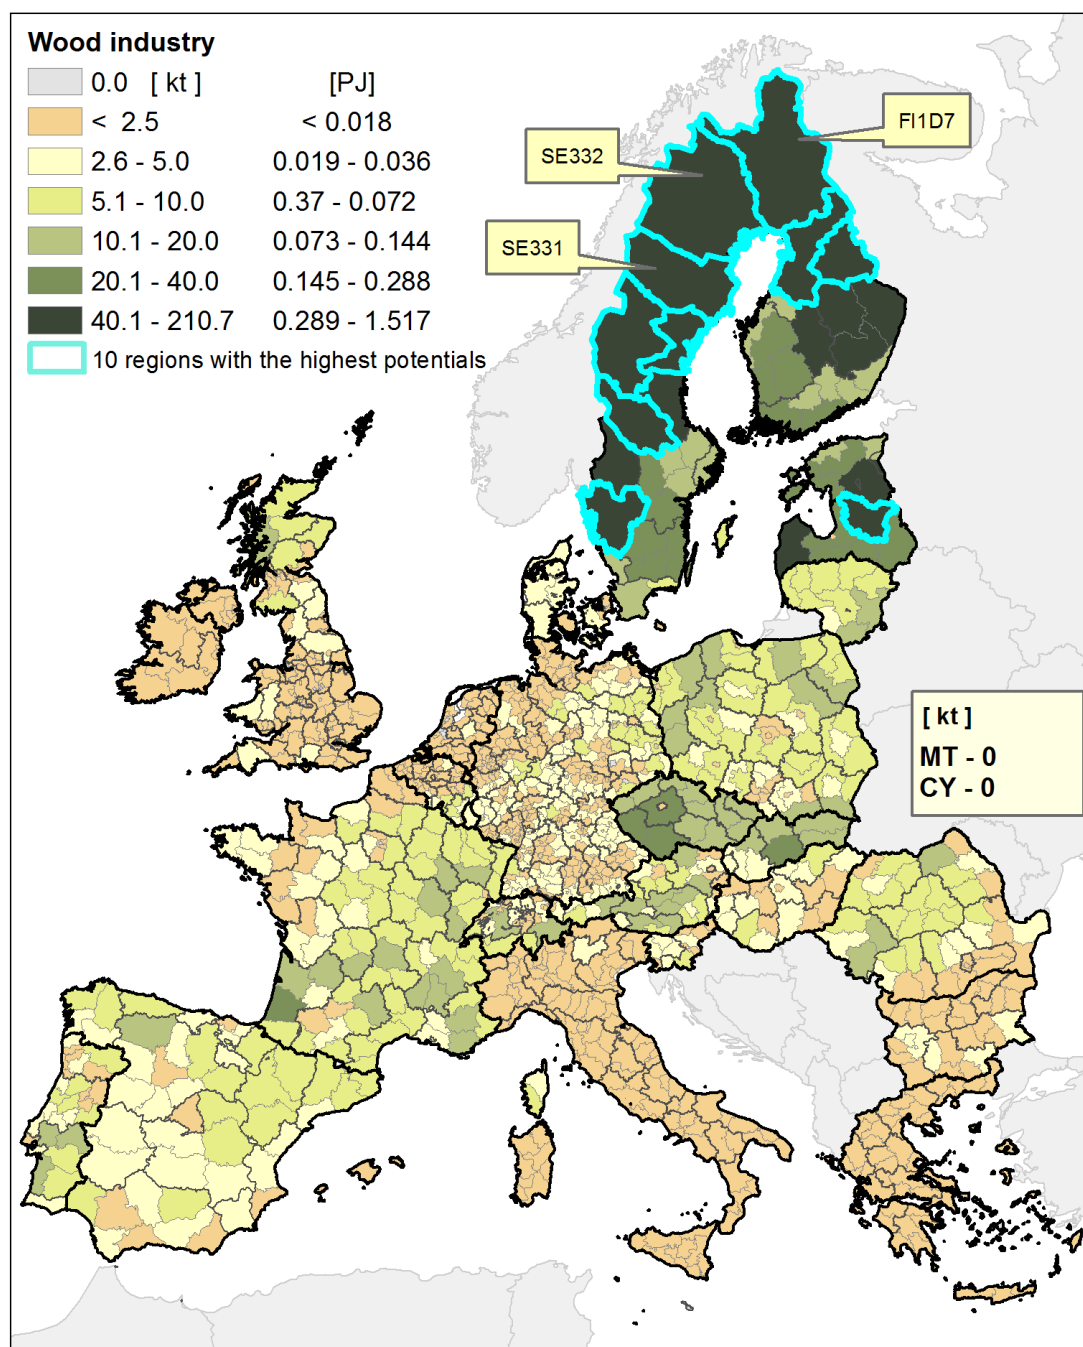 Wood industry
0.0 [ kt ] [PJ]
< 2.5 < 0.018
2.6 - 5.0 0.019 - 0.036
5.1 - 10.0 0.37 - 0.072
10.1 - 20.0 0.073 - 0.144
20.1 - 40.0 0.145 - 0.288
40.1 - 210.7 0.289 - 1.517
10 regions with the highest potentials
FI1D7
SE332
SE331
[ kt ]
MT - 0
CY - 0